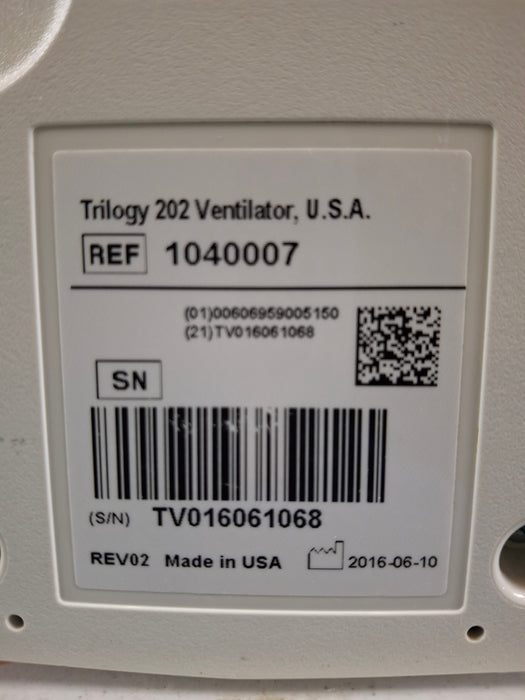 Trilogy 202 Ventilator, U.S.A.
REF 1040007
(01)00606959005150
(21)TV016061068
SN
(S/N) TV016061068
REV02 Made in USA 2016-06-10